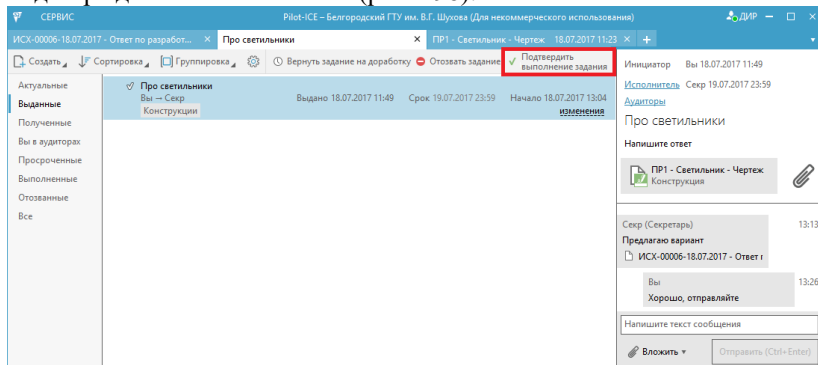 СЕРВИС
Pilot-ICE – Белгородский ГТУ им. В.Г. Шухова (Для некоммерческого использования)
ДИР
ИСХ-00006-18.07.2017 - Ответ по разработ...
Про светильники
ПР1 - Светильник - Чертеж 18.07.2017 11:23
Создать
Сортировка
Группировка
Вернуть задание на доработку
Отозвать задание
Подтвердить
выполнение задания
Актуальные
Выданные
Полученные
Вы в аудиторах
Просроченные
Выполненные
Отозванные
Все
Про светильники
Вы → Секр
Выдано 18.07.2017 11:49 Срок 19.07.2017 23:59 Начало 18.07.2017 13:04
Конструкции
изменения
Инициатор Вы 18.07.2017 11:49
Исполнитель Секр 19.07.2017 23:59
Аудиторы
Про светильники
Напишите ответ
ПР1 - Светильник - Чертеж
Конструкция
Секр (Секретарь) 13:13
Предлагаю вариант
ИСХ-00006-18.07.2017 - Ответ
Вы 13:26
Хорошо, отправляйте
Напишите текст сообщения
Вложить
Отправить (Ctrl+Enter)